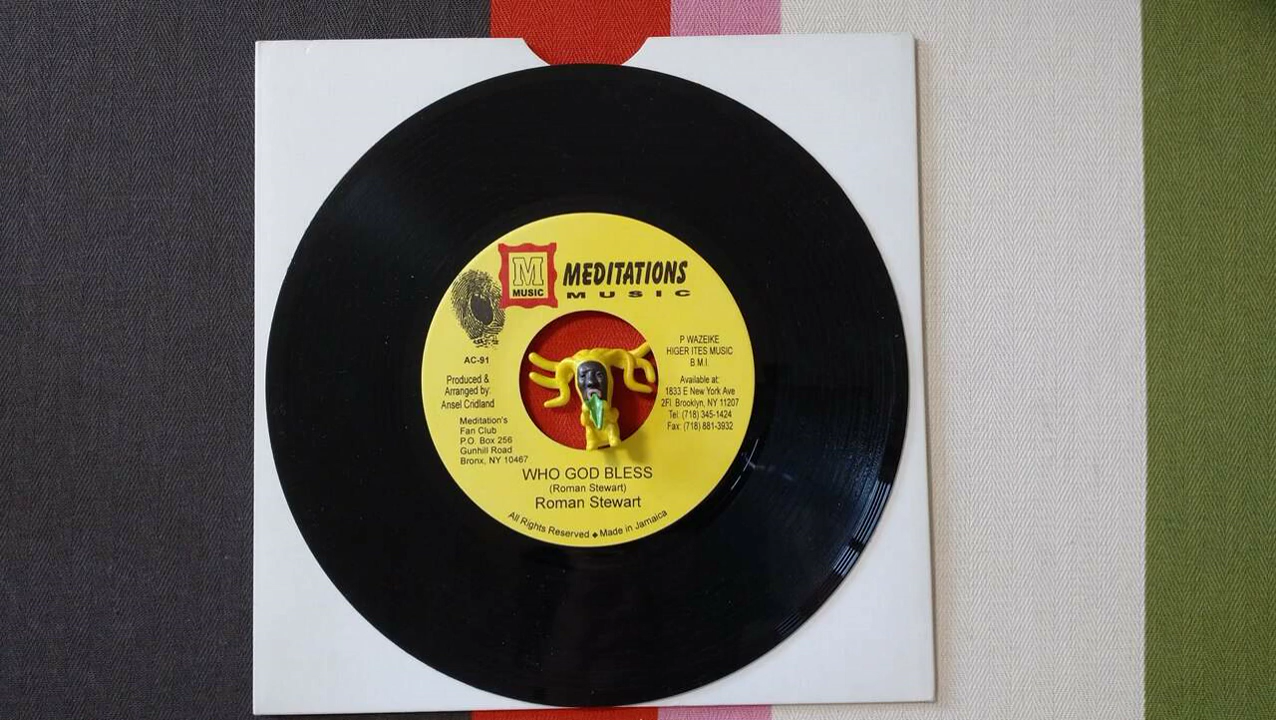 M
MUSIC
MEDITATIONS
MUSIC
AC-91
Produced &
Arranged by:
Ansel Cridland
Meditation's
Fan Club
P.O. Box 256
Gunhill Road
Bronx, NY 10467
P WAZEIKE
HIGER ITES MUSIC
B.M.I.
Available at:
1833 E New York Ave
2Fl. Brooklyn, NY 11207
Tel: (718) 345-1424
Fax: (718) 881-3932
WHO GOD BLESS
(Roman Stewart)
Roman Stewart
All Rights Reserved ◆ Made in Jamaica